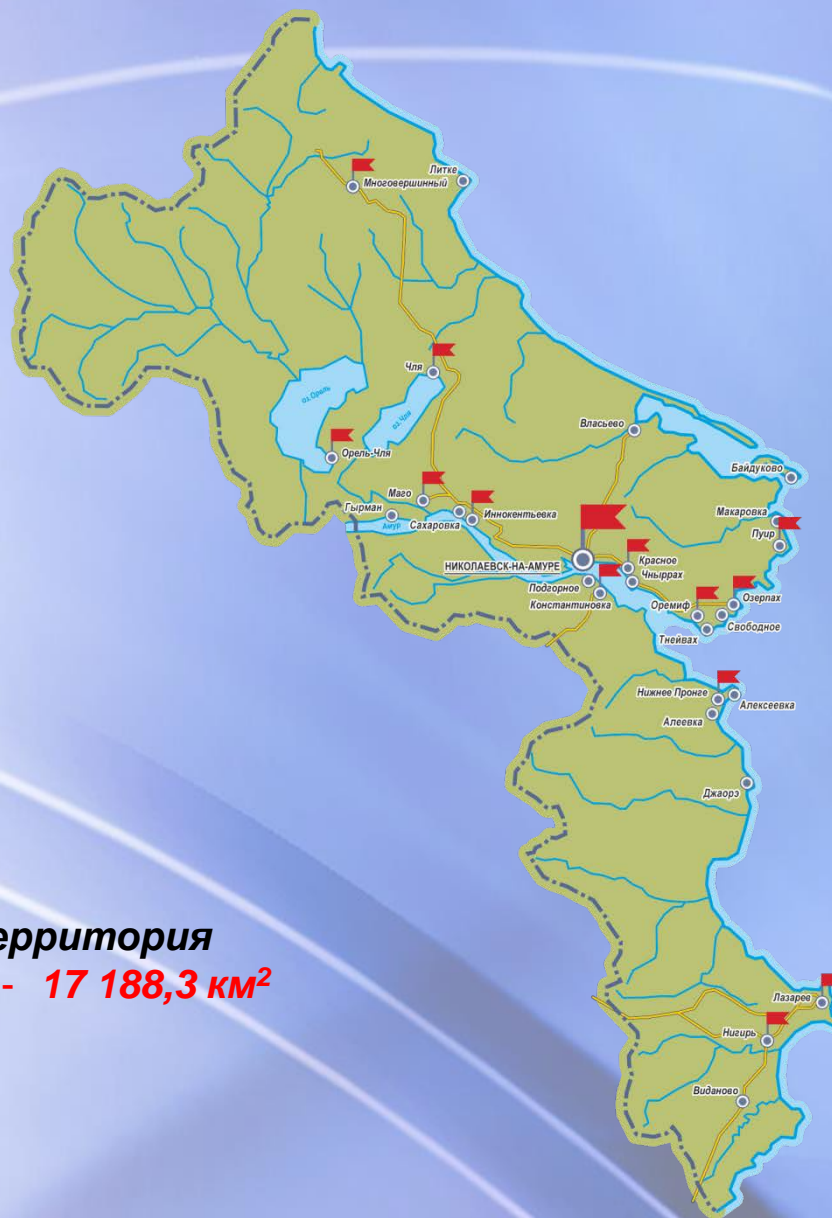 Литке
Многовершинный
Чля
оз. Орель
оз. Чля
Власьево
Орель-Чля
Байдуково
Маго
Гырман
Иннокентьевка
Макаровка
Сахаровка
Амур
Пуир
Красное
НИКОЛАЕВСК-НА-АМУРЕ
Чныррах
Подгорное
Константиновка
Оремиф
Озерпах
Свободное
Тнейвах
Нижнее Пронге
Алексеевка
Алеевка
Джаорэ
ерритория
- 17 188,3 км²
Лазарев
Нигирь
Виданово